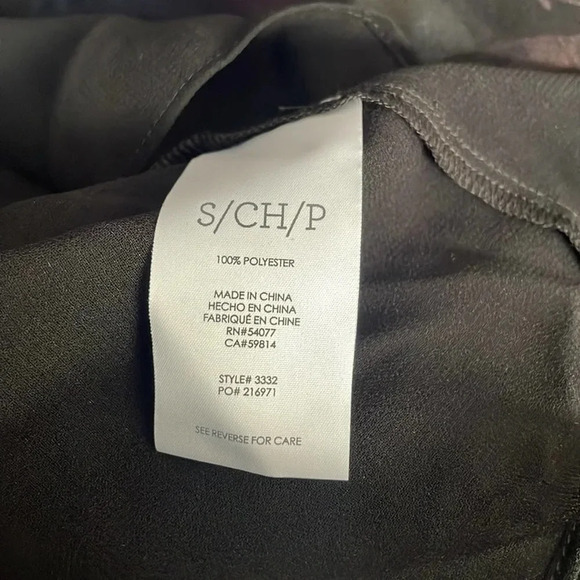 S/CH/P
100% POLYESTER
MADE IN CHINA
HECHO EN CHINA
FABRIQUÉ EN CHINE
RN#54077
CA#59814
STYLE# 3332
PO# 216971
SEE REVERSE FOR CARE